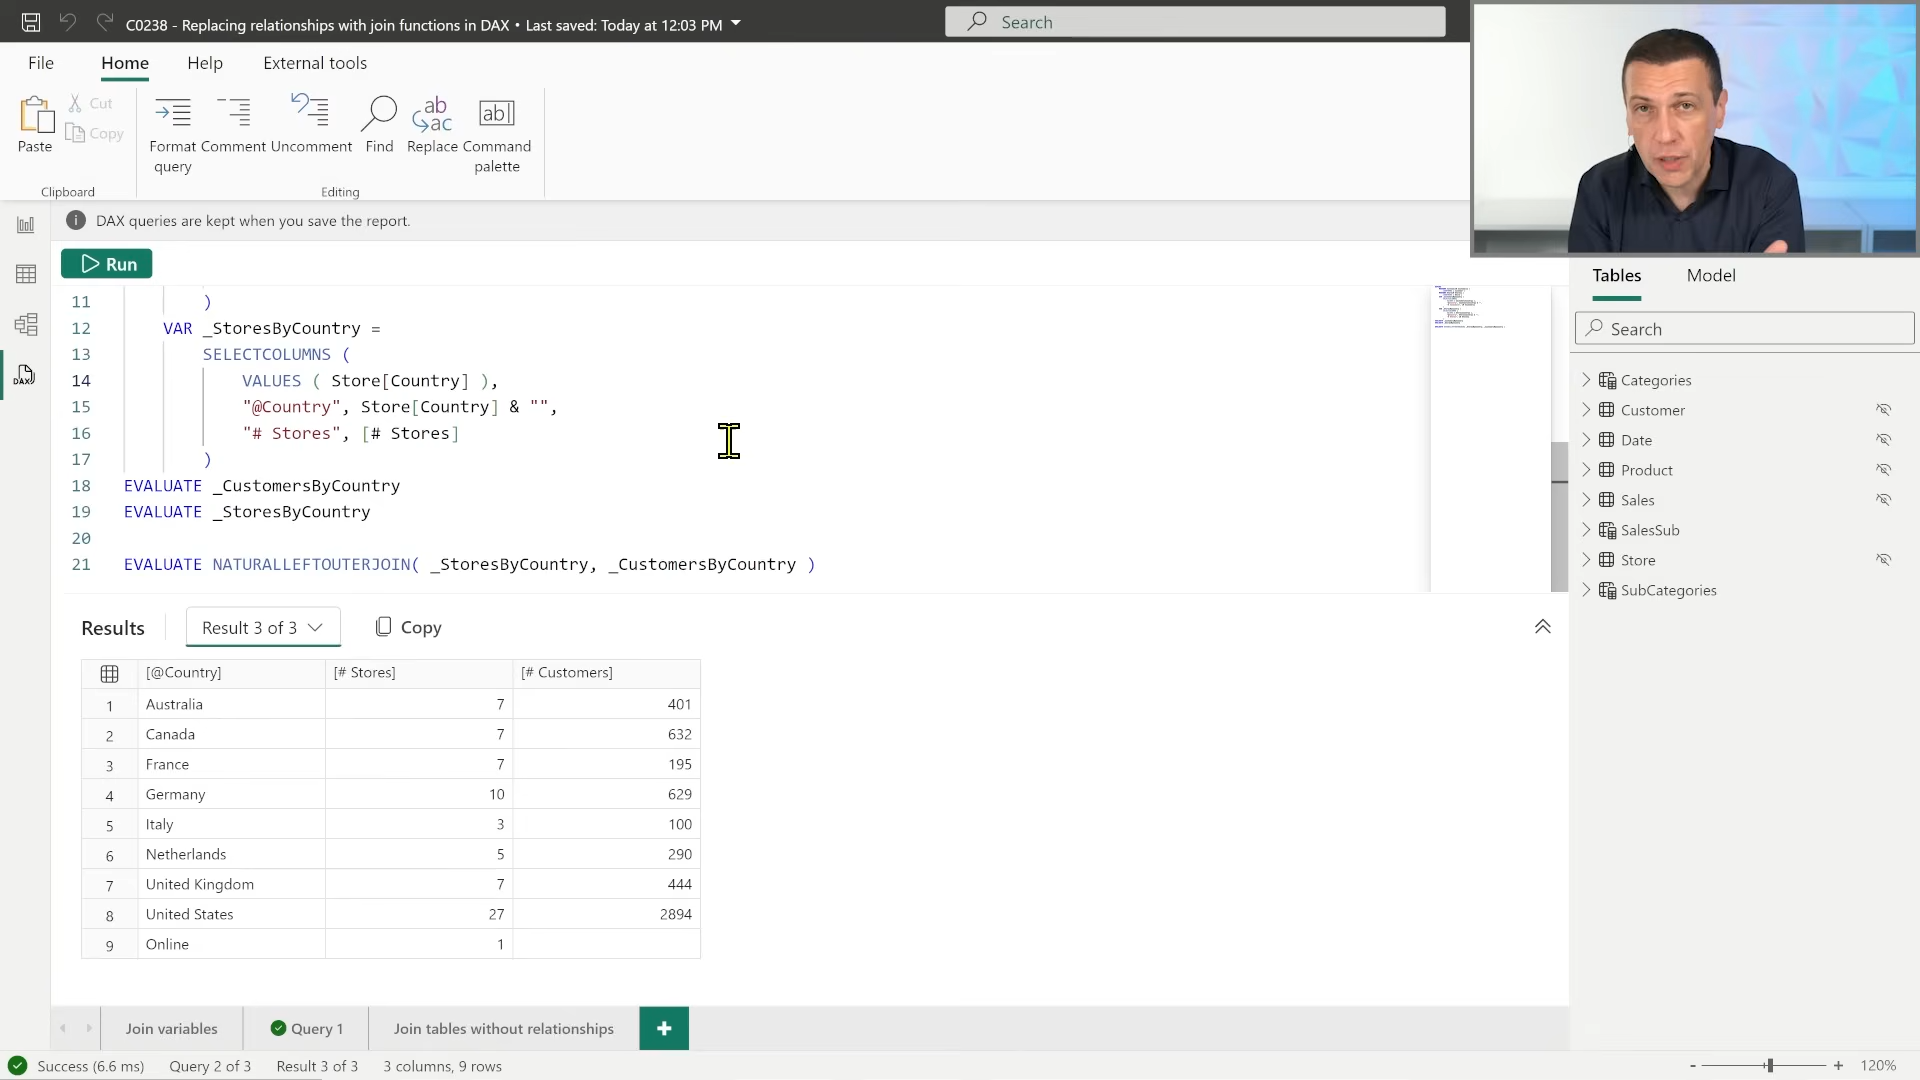 C0238 - Replacing relationships with join functions in DAX • Last saved: Today at 12:03 PM
Search
File Home Help External tools
Paste
Cut
Copy
Format query
Comment
Uncomment
Find
Replace
Command palette
Clipboard
Editing
DAX queries are kept when you save the report.
Run
11 )
12 VAR _StoresByCountry =
13 SELECTCOLUMNS (
14 VALUES ( Store[Country] ),
15 "@Country", Store[Country] & "",
16 "# Stores", [# Stores]
17 )
18 EVALUATE _CustomersByCountry
19 EVALUATE _StoresByCountry
20
21 EVALUATE NATURALLEFTOUTERJOIN( _StoresByCountry, _CustomersByCountry )
Results
Result 3 of 3
Copy
[@Country] [# Stores] [# Customers]
1 Australia 7 401
2 Canada 7 632
3 France 7 195
4 Germany 10 629
5 Italy 3 100
6 Netherlands 5 290
7 United Kingdom 7 444
8 United States 27 2894
9 Online 1
Join variables
Query 1
Join tables without relationships
+
Success (6.6 ms) Query 2 of 3 Result 3 of 3 3 columns, 9 rows
- + 120%
Tables Model
Search
Categories
Customer
Date
Product
Sales
SalesSub
Store
SubCategories
DAX